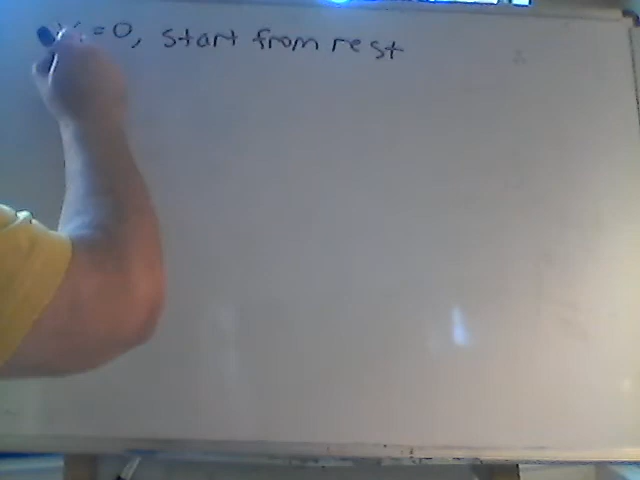 = 0, start from rest